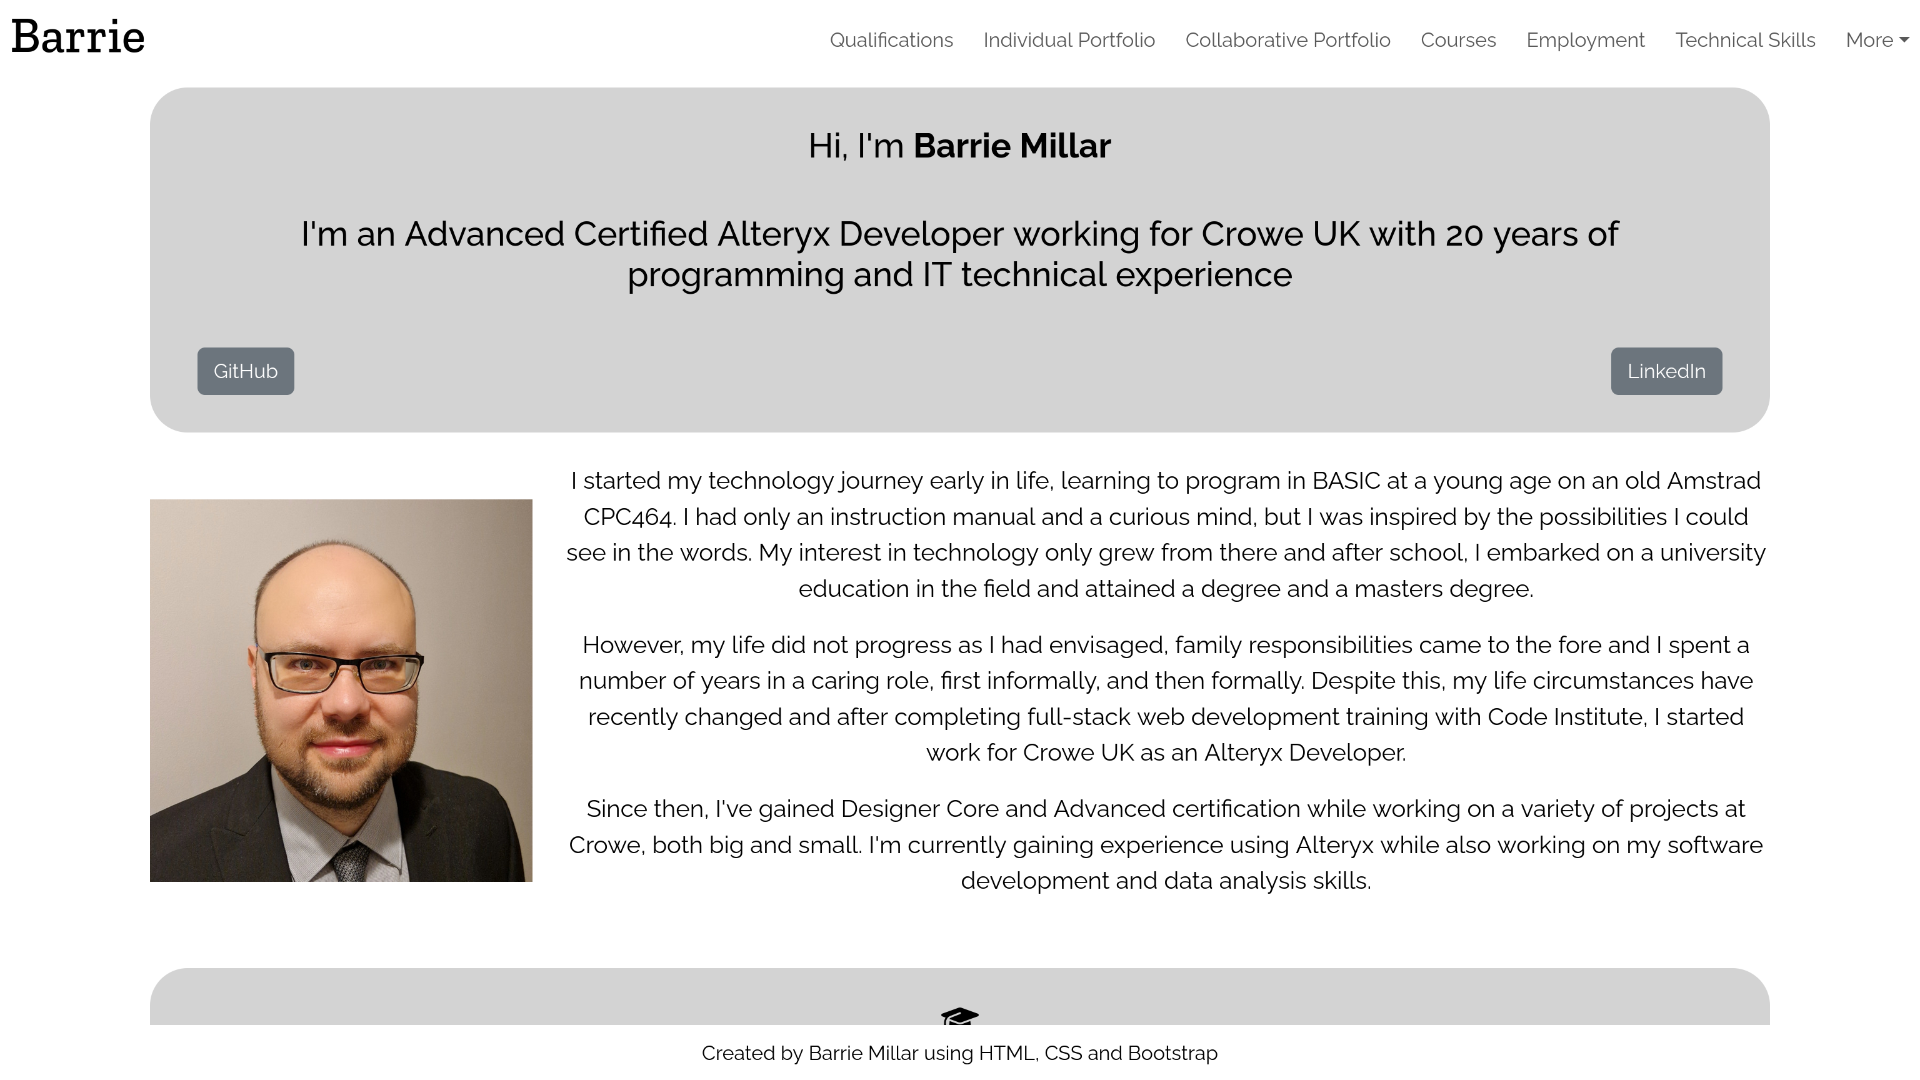 Barrie
Qualifications
Individual Portfolio
Collaborative Portfolio
Courses
Employment
Technical Skills
More
Hi, I'm Barrie Millar
I'm an Advanced Certified Alteryx Developer working for Crowe UK with 20 years of
programming and IT technical experience
GitHub
LinkedIn
I started my technology journey early in life, learning to program in BASIC at a young age on an old Amstrad
CPC464. I had only an instruction manual and a curious mind, but I was inspired by the possibilities I could
see in the words. My interest in technology only grew from there and after school, I embarked on a university
education in the field and attained a degree and a masters degree.
However, my life did not progress as I had envisaged, family responsibilities came to the fore and I spent a
number of years in a caring role, first informally, and then formally. Despite this, my life circumstances have
recently changed and after completing full-stack web development training with Code Institute, I started
work for Crowe UK as an Alteryx Developer.
Since then, I've gained Designer Core and Advanced certification while working on a variety of projects at
Crowe, both big and small. I'm currently gaining experience using Alteryx while also working on my software
development and data analysis skills.
Created by Barrie Millar using HTML, CSS and Bootstrap